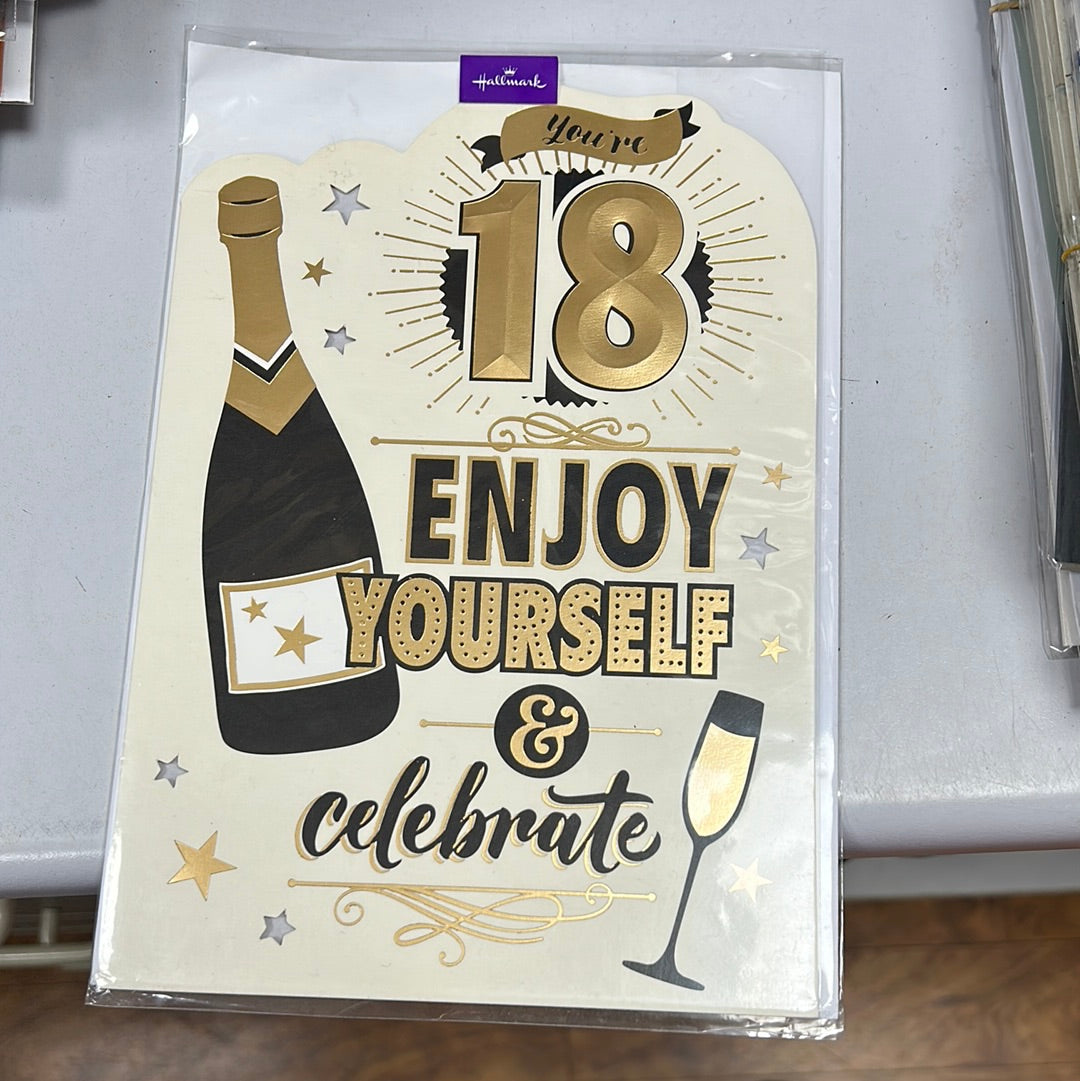 Hallmark
You're
18
ENJOY
YOURSELF
&
celebrate